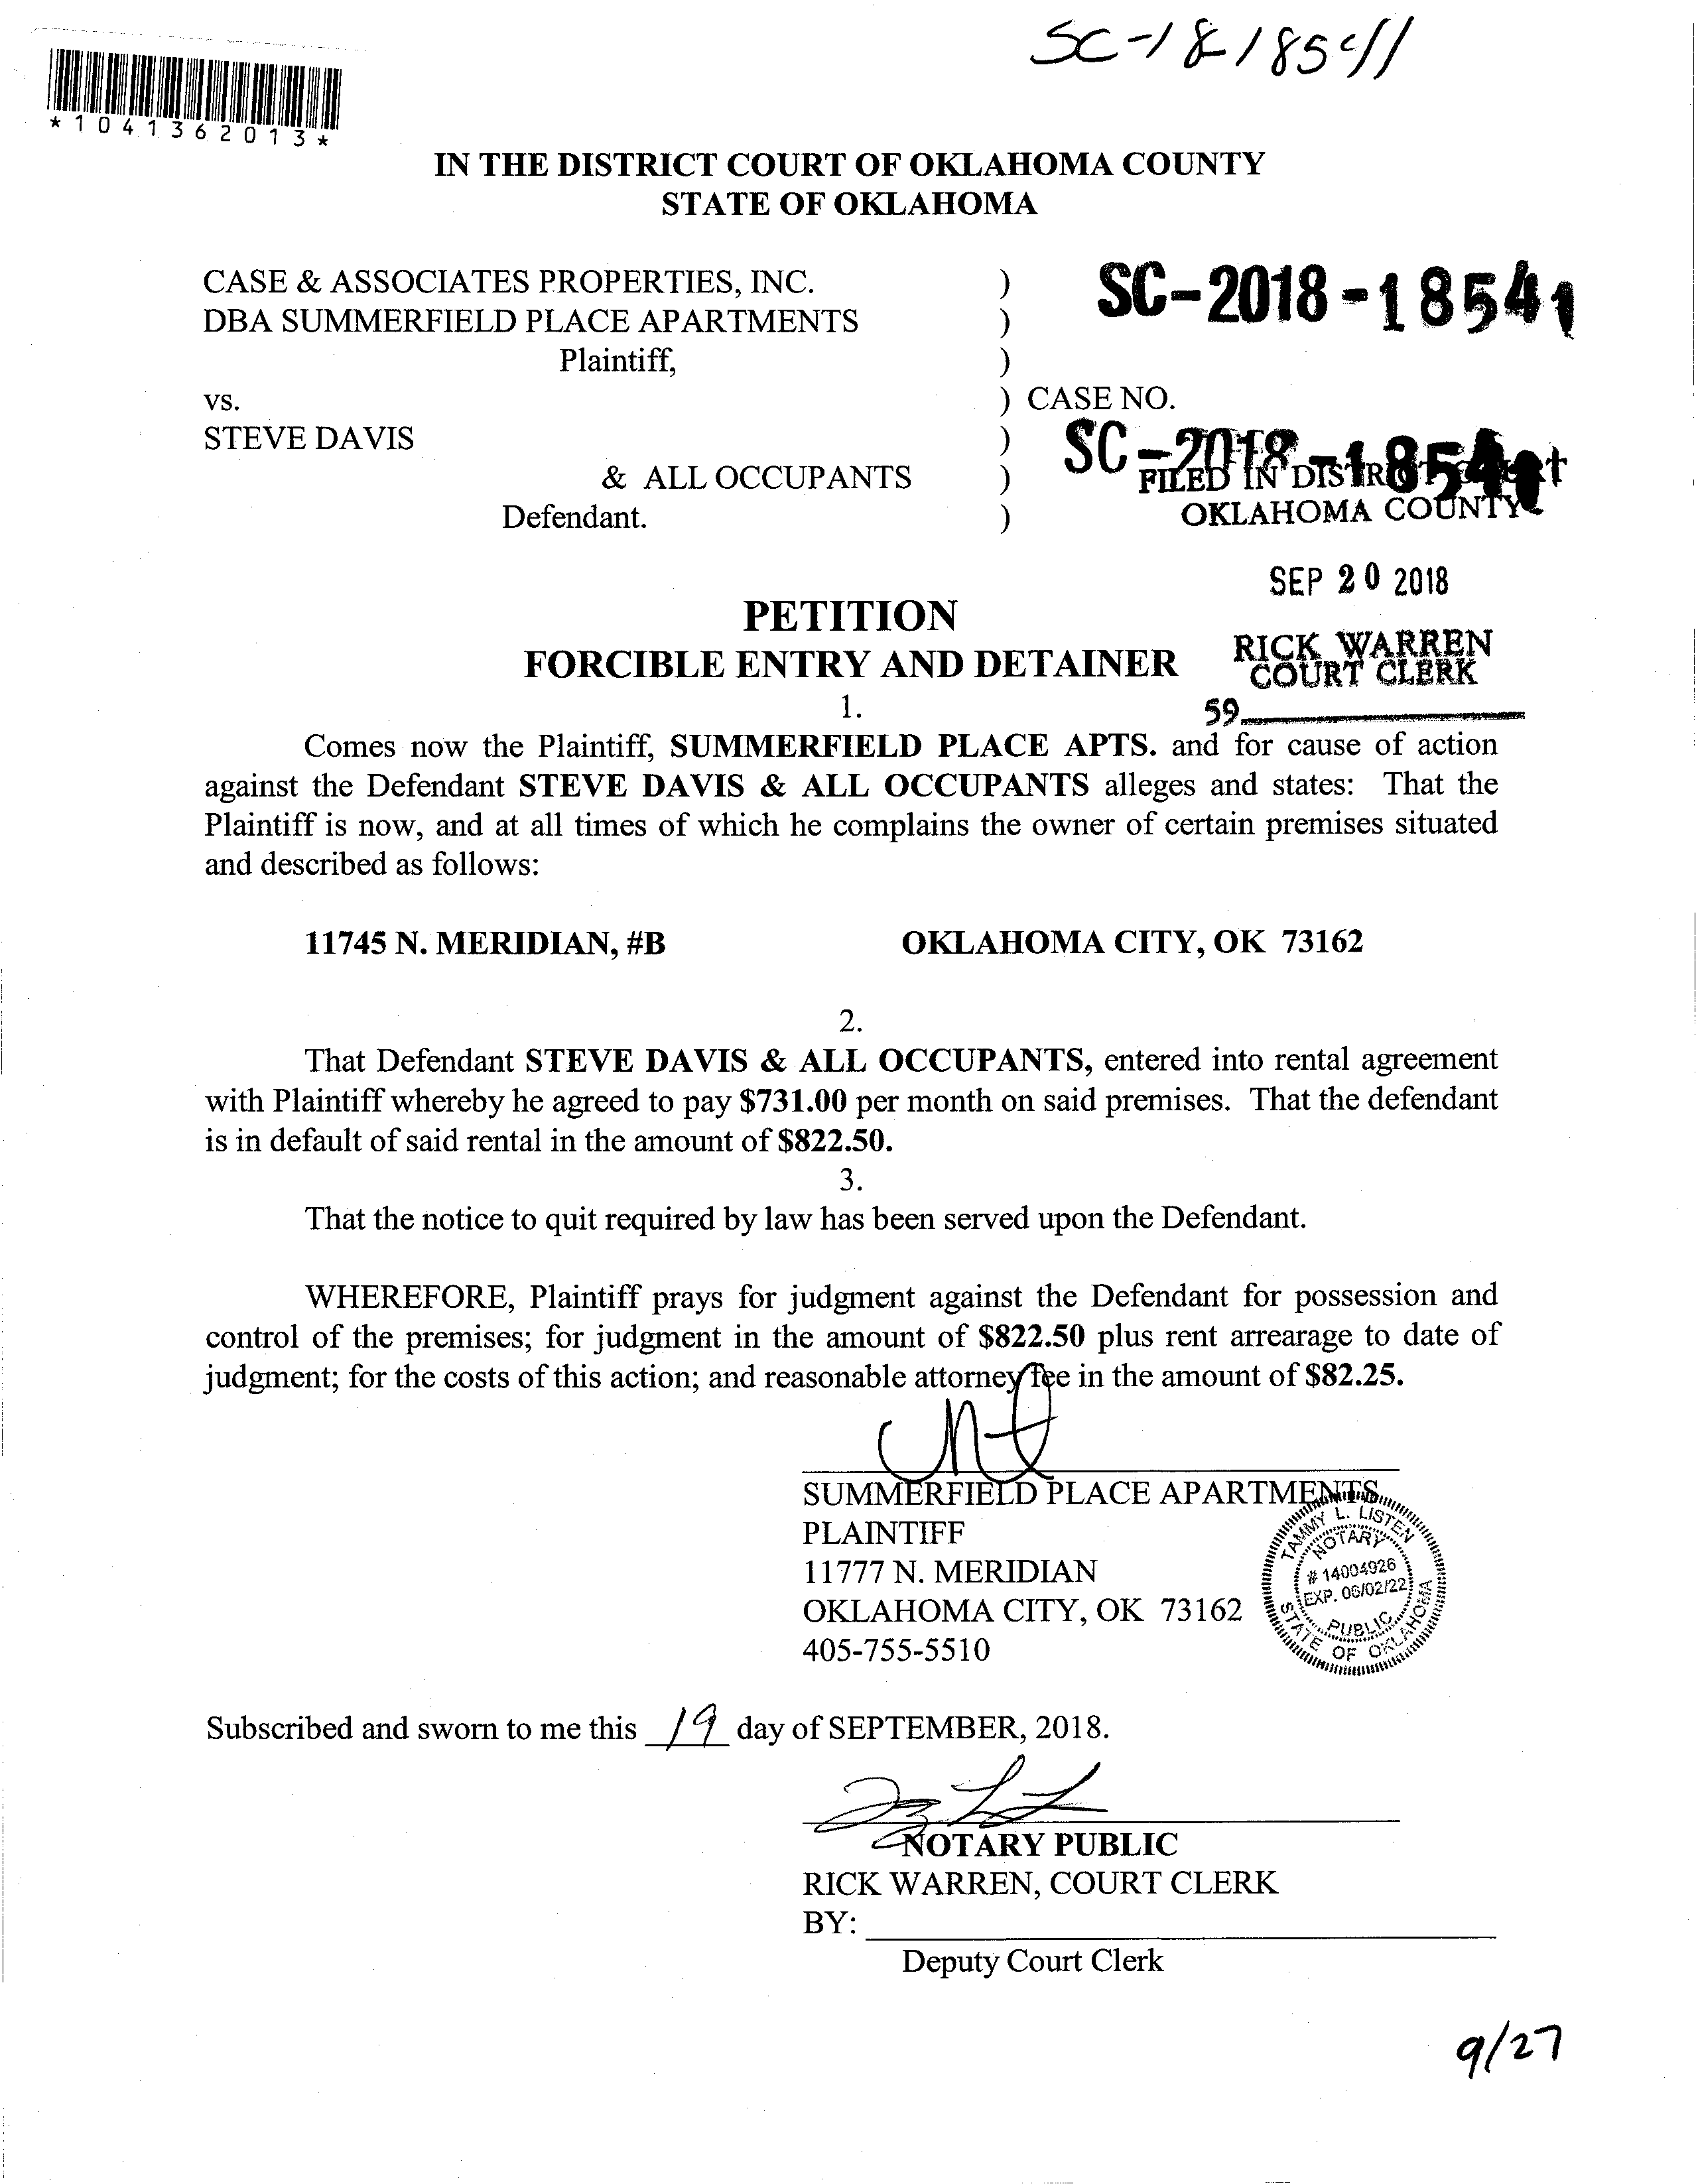 SC-1818541
*1041362013*
IN THE DISTRICT COURT OF OKLAHOMA COUNTY
STATE OF OKLAHOMA
CASE & ASSOCIATES PROPERTIES, INC. ) SC-2018-18541
DBA SUMMERFIELD PLACE APARTMENTS )
Plaintiff, )
vs. ) CASE NO.
STEVE DAVIS ) SC-2018-18541
& ALL OCCUPANTS ) FILED IN DISTRICT COURT
Defendant. ) OKLAHOMA COUNTY
SEP 20 2018
PETITION
FORCIBLE ENTRY AND DETAINER
RICK WARREN
COURT CLERK
59
1.
Comes now the Plaintiff, SUMMERFIELD PLACE APTS. and for cause of action
against the Defendant STEVE DAVIS & ALL OCCUPANTS alleges and states: That the
Plaintiff is now, and at all times of which he complains the owner of certain premises situated
and described as follows:
11745 N. MERIDIAN, #B OKLAHOMA CITY, OK 73162
2.
That Defendant STEVE DAVIS & ALL OCCUPANTS, entered into rental agreement
with Plaintiff whereby he agreed to pay $731.00 per month on said premises. That the defendant
is in default of said rental in the amount of $822.50.
3.
That the notice to quit required by law has been served upon the Defendant.
WHEREFORE, Plaintiff prays for judgment against the Defendant for possession and
control of the premises; for judgment in the amount of $822.50 plus rent arrearage to date of
judgment; for the costs of this action; and reasonable attorney fee in the amount of $82.25.
SUMMERFIELD PLACE APARTMENTS
PLAINTIFF
11777 N. MERIDIAN
OKLAHOMA CITY, OK 73162
405-755-5510
TAMMY L. LISTEN
NOTARY
# 14004926
EXP. 06/02/22
PUBLIC
STATE OF OKLAHOMA
Subscribed and sworn to me this 19 day of SEPTEMBER, 2018.
NOTARY PUBLIC
RICK WARREN, COURT CLERK
BY:
Deputy Court Clerk
9/27